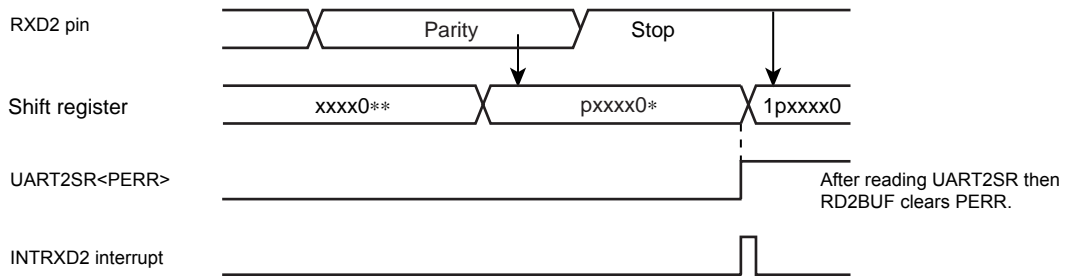 RXD2 pin
Parity
Stop
Shift register
xxxx0**
pxxxx0*
1pxxxx0
UART2SR<PERR>
After reading UART2SR then
RD2BUF clears PERR.
INTRXD2 interrupt